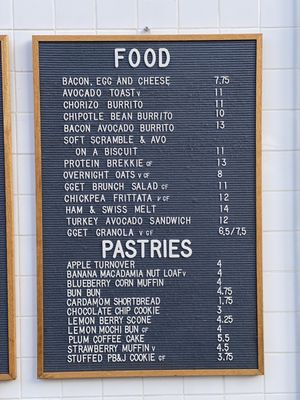 FOOD
BACON, EGG AND CHEESE 7.75
AVOCADO TOAST V 11
CHORIZO BURRITO 11
CHIPOTLE BEAN BURRITO 10
BACON AVOCADO BURRITO 13
SOFT SCRAMBLE & AVO
ON A BISCUIT 11
PROTEIN BREKKIE GF 13
OVERNIGHT OATS V GF 8
GGET BRUNCH SALAD GF 11
CHICKPEA FRITTATA V GF 12
HAM & SWISS MELT 14
TURKEY AVOCADO SANDWICH 12
GGET GRANOLA V GF 6.5/7.5
PASTRIES
APPLE TURNOVER 4
BANANA MACADAMIA NUT LOAF V 4
BLUEBERRY CORN MUFFIN 4
BUN BUN 4.75
CARDAMOM SHORTBREAD 1.75
CHOCOLATE CHIP COOKIE 3
LEMON BERRY SCONE 4.25
LEMON MOCHI BUN GF 4
PLUM COFFEE CAKE 5.5
STRAWBERRY MUFFIN V 4.5
STUFFED PB&J COOKIE GF 3.75